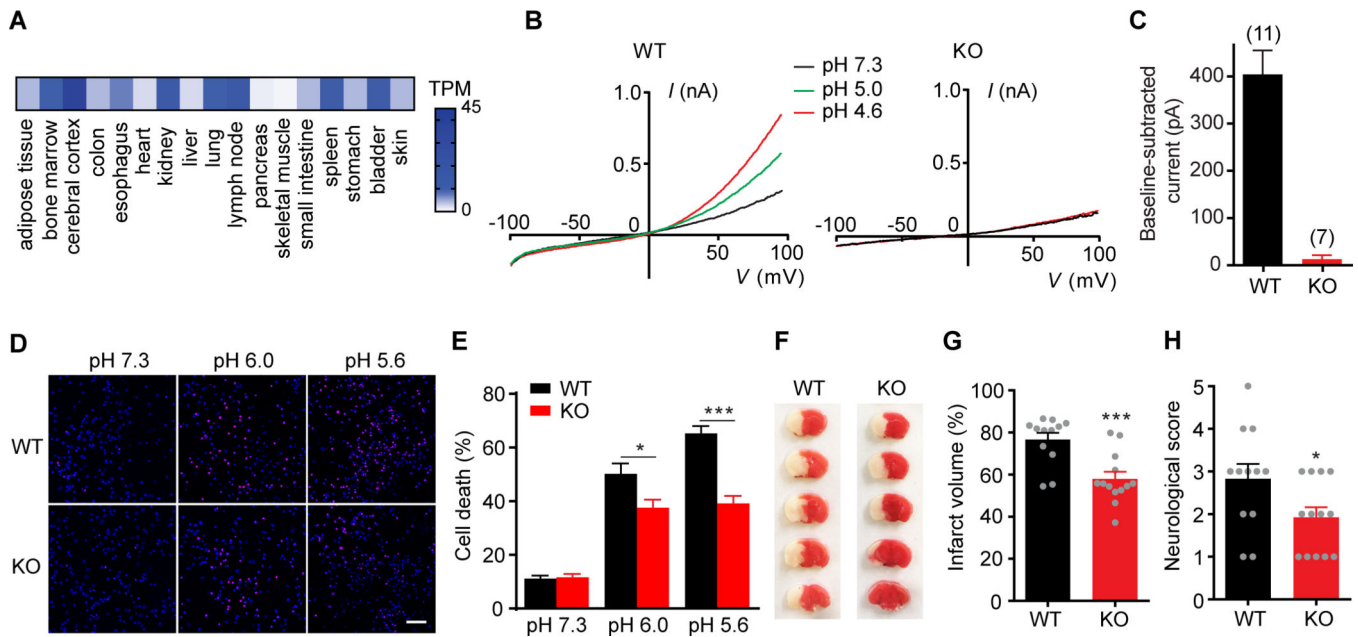 A
TPM
45
0
adipose tissue
bone marrow
cerebral cortex
colon
esophagus
heart
kidney
liver
lung
lymph node
pancreas
skeletal muscle
small intestine
spleen
stomach
bladder
skin
B
WT
I (nA)
1.0
0.5
-100
-50
0
50
100
V (mV)
pH 7.3
pH 5.0
pH 4.6
KO
I (nA)
1.0
0.5
-100
-50
0
50
100
V (mV)
C
Baseline-subtracted
current (pA)
400
300
200
100
0
(11)
(7)
WT
KO
D
pH 7.3
pH 6.0
pH 5.6
WT
KO
E
Cell death (%)
80
60
40
20
0
WT
KO
*
***
pH 7.3
pH 6.0
pH 5.6
F
WT
KO
G
Infarct volume (%)
100
80
60
40
20
0
***
WT
KO
H
Neurological score
5
4
3
2
1
0
*
WT
KO